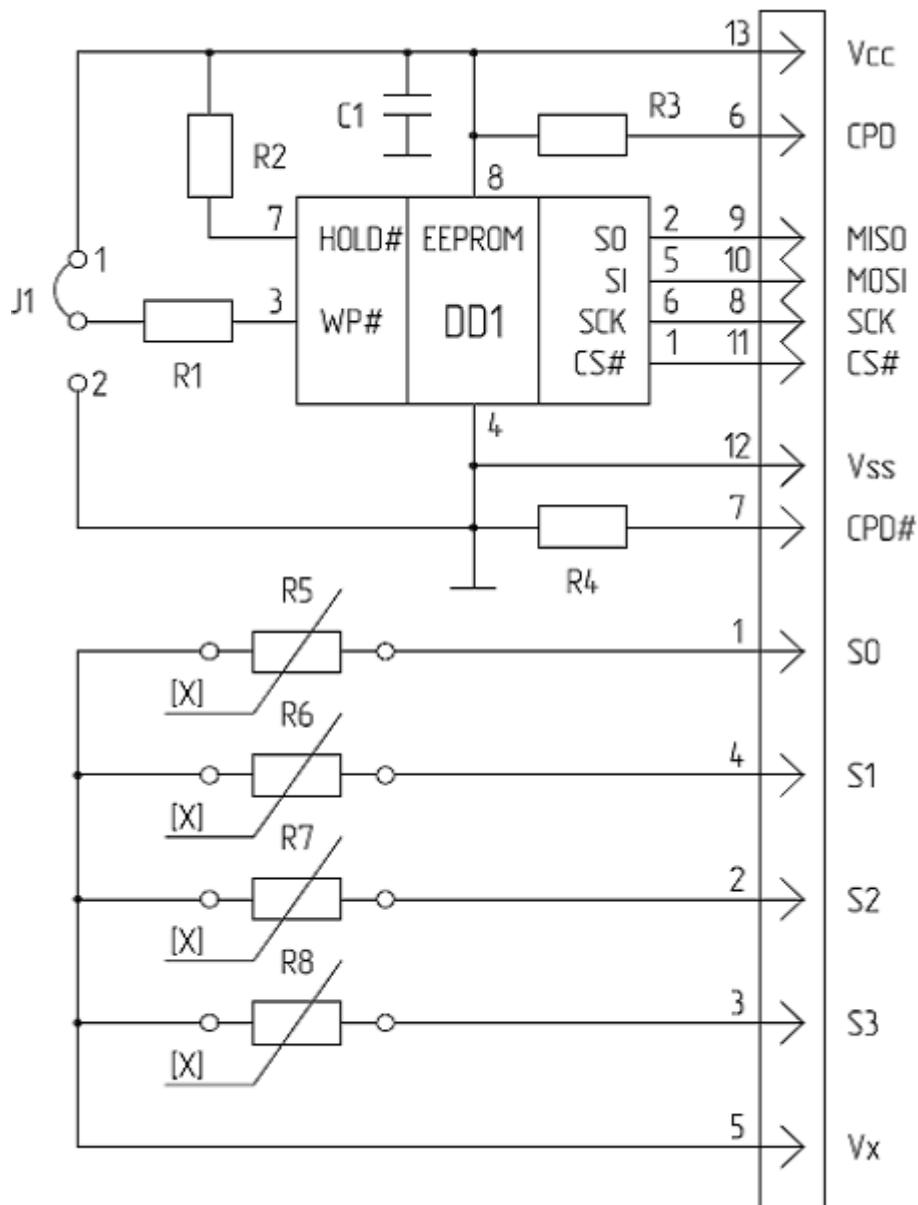 13 Vcc
C1 R3 6 CPD
R2
8
7 HOLD# EEPROM SO 2 9 MISO
1 SI 5 10 MOSI
J1 3 WP# DD1 SCK 6 8 SCK
R1 CS# 1 11 CS#
2
4
12 Vss
7 CPD#
R4
R5
1 S0
[X]
R6
4 S1
[X]
R7
2 S2
[X]
R8
3 S3
[X]
5 Vx